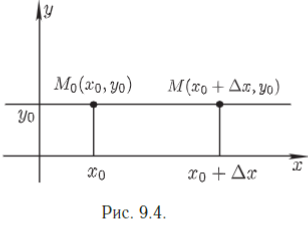 y
M₀(x₀, y₀) M(x₀ + Δx, y₀)
y₀
x₀ x₀ + Δx x
Рис. 9.4.